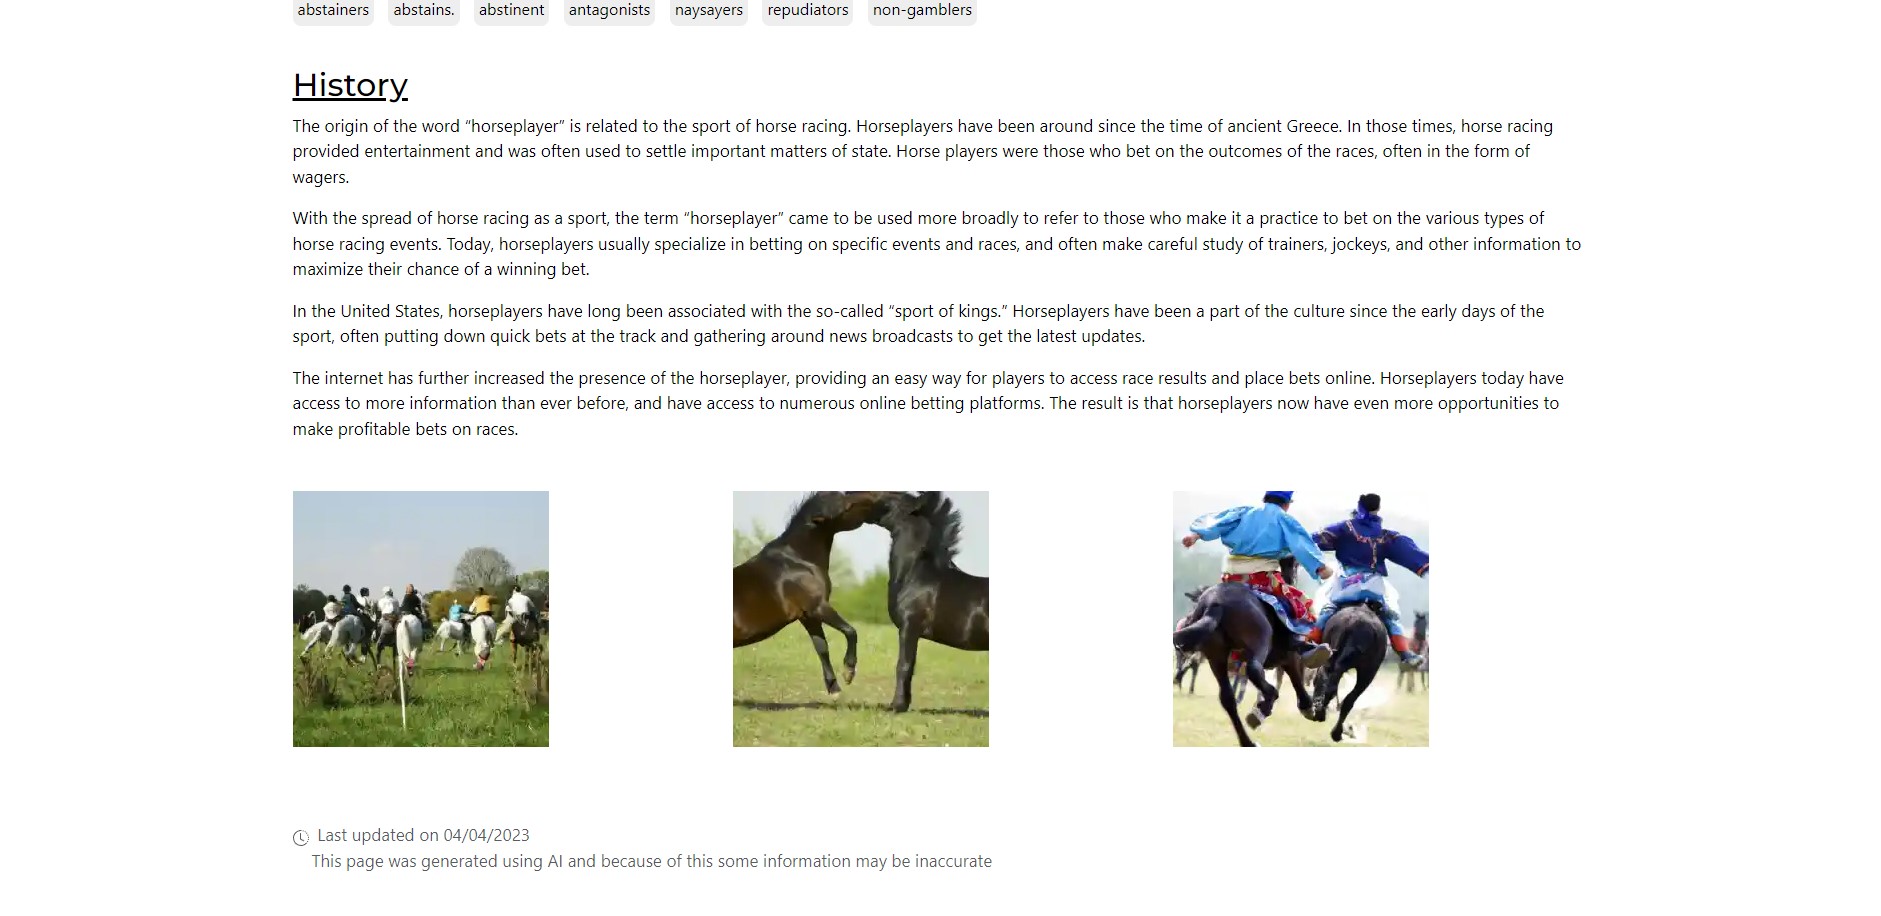 abstainers abstains. abstinent antagonists naysayers repudiators non-gamblers
History
The origin of the word “horseplayer” is related to the sport of horse racing. Horseplayers have been around since the time of ancient Greece. In those times, horse racing
provided entertainment and was often used to settle important matters of state. Horse players were those who bet on the outcomes of the races, often in the form of
wagers.
With the spread of horse racing as a sport, the term “horseplayer” came to be used more broadly to refer to those who make it a practice to bet on the various types of
horse racing events. Today, horseplayers usually specialize in betting on specific events and races, and often make careful study of trainers, jockeys, and other information to
maximize their chance of a winning bet.
In the United States, horseplayers have long been associated with the so-called “sport of kings.” Horseplayers have been a part of the culture since the early days of the
sport, often putting down quick bets at the track and gathering around news broadcasts to get the latest updates.
The internet has further increased the presence of the horseplayer, providing an easy way for players to access race results and place bets online. Horseplayers today have
access to more information than ever before, and have access to numerous online betting platforms. The result is that horseplayers now have even more opportunities to
make profitable bets on races.
Last updated on 04/04/2023
This page was generated using AI and because of this some information may be inaccurate